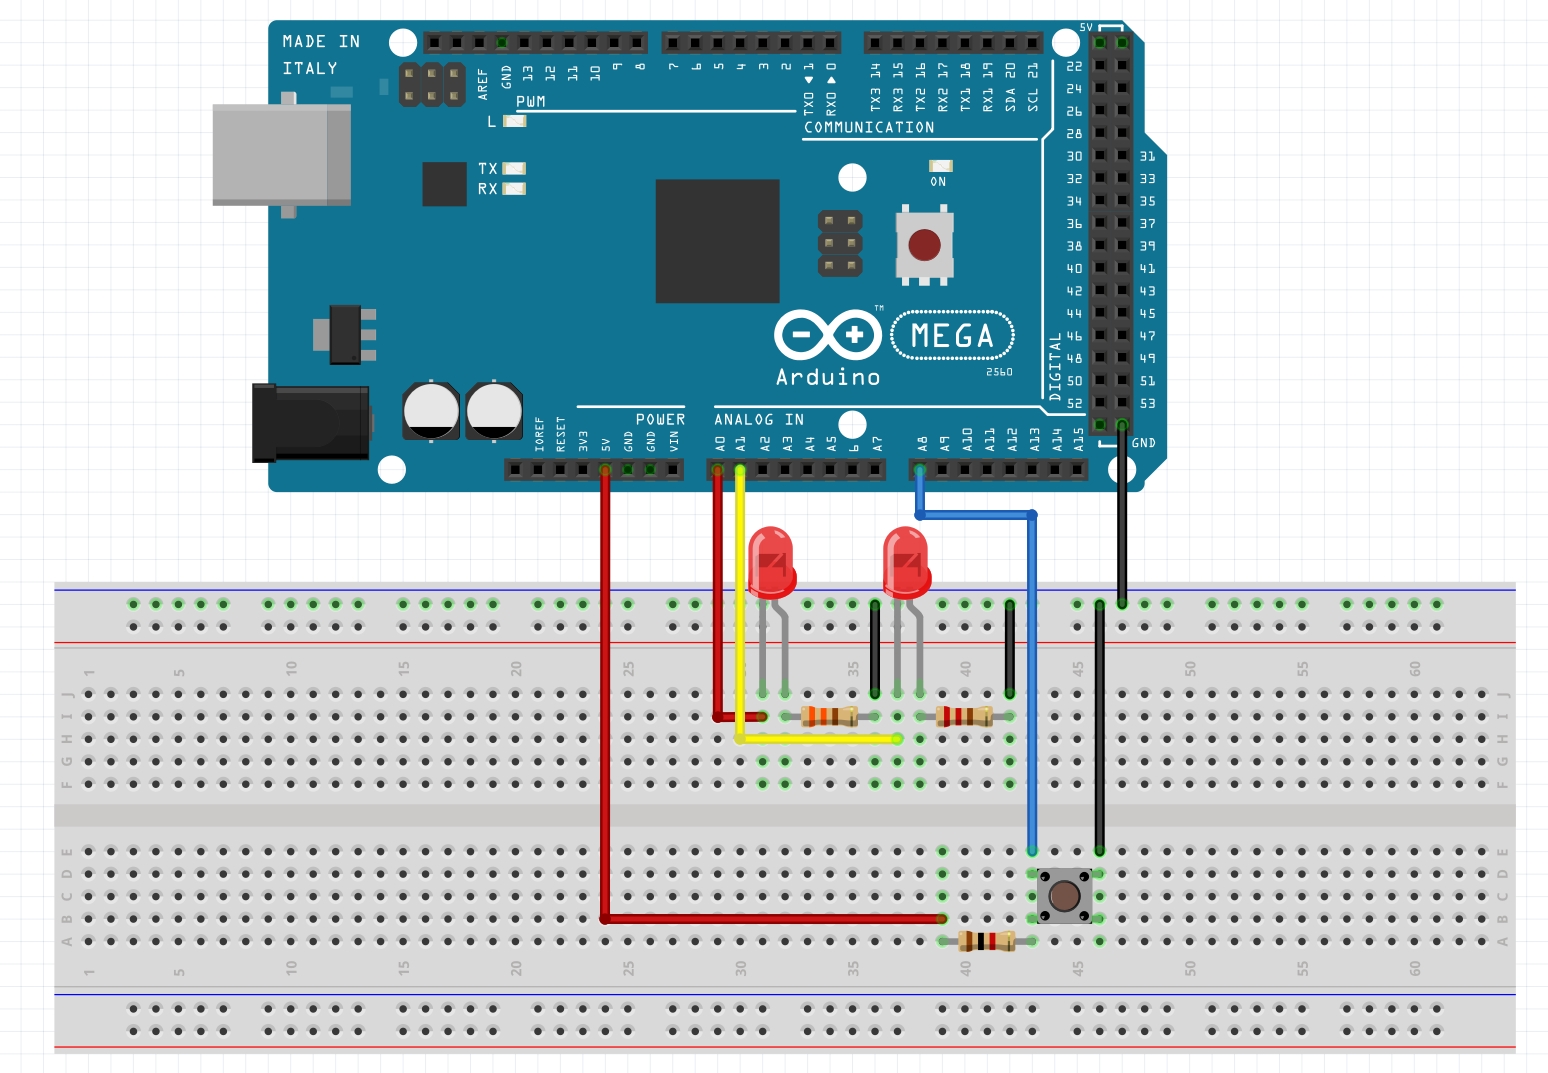 MADE IN
ITALY
AREF
GND
13
12
11
10
9
8
7
6
5
4
3
2
TX0 ◀ 1
RX0 ▶ 0
TX3 14
RX3 15
TX2 16
RX2 17
TX1 18
RX1 19
SDA 20
SCL 21
PWM
COMMUNICATION
L
TX
RX
ON
5V
22
24
26
28
30 31
32 33
34 35
36 37
38 39
40 41
42 43
44 45
46 47
48 49
50 51
52 53
GND
DIGITAL
TM
MEGA
2560
Arduino
POWER
ANALOG IN
IOREF
RESET
3V3
5V
GND
GND
VIN
A0
A1
A2
A3
A4
A5
6
A7
A8
A9
A10
A11
A12
A13
A14
A15
1 5 10 15 20 25 35 40 45 50 55 60
J J
I I
H H
G G
F F
E E
D D
C C
B B
A A
1 5 10 15 20 25 30 35 40 45 50 55 60